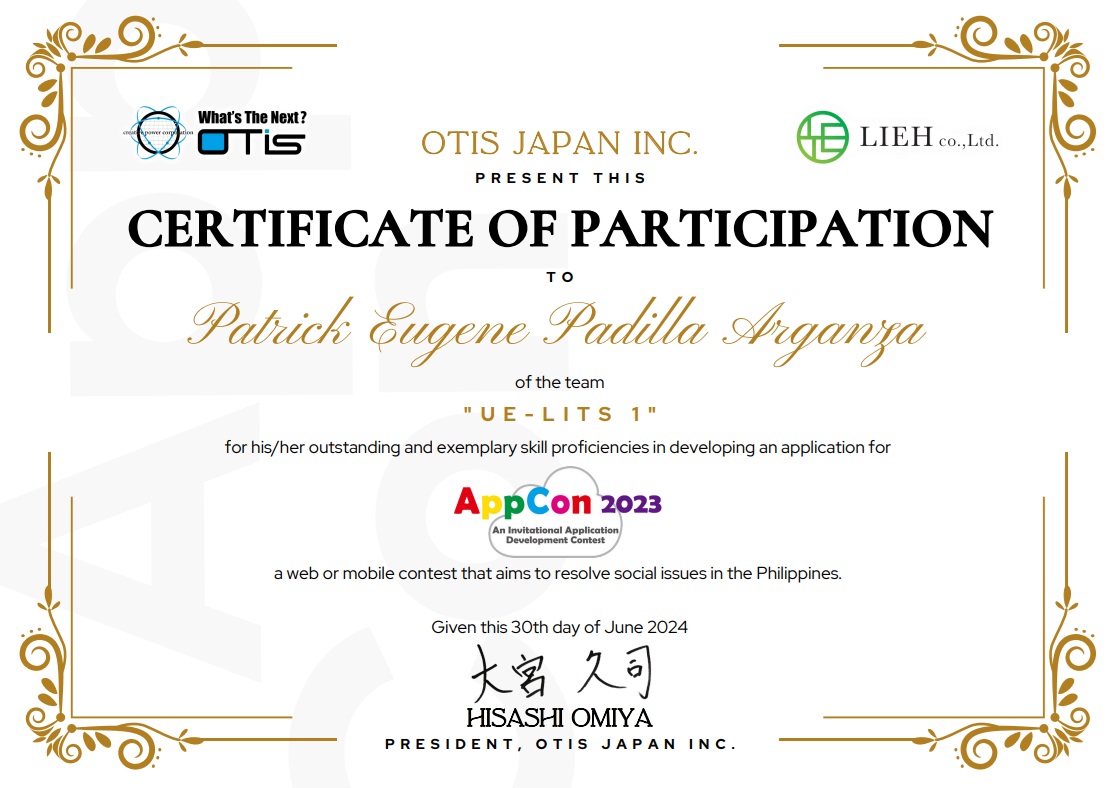 What's The Next?
create power corporation
OTiS
OTIS JAPAN INC.
LIEH co.,Ltd.
PRESENT THIS
CERTIFICATE OF PARTICIPATION
TO
Patrick Eugene Padilla Arganza
of the team
"UE-LITS 1"
for his/her outstanding and exemplary skill proficiencies in developing an application for
AppCon 2023
An Invitational Application
Development Contest
a web or mobile contest that aims to resolve social issues in the Philippines.
Given this 30th day of June 2024
大宮 久司
HISASHI OMIYA
PRESIDENT, OTIS JAPAN INC.